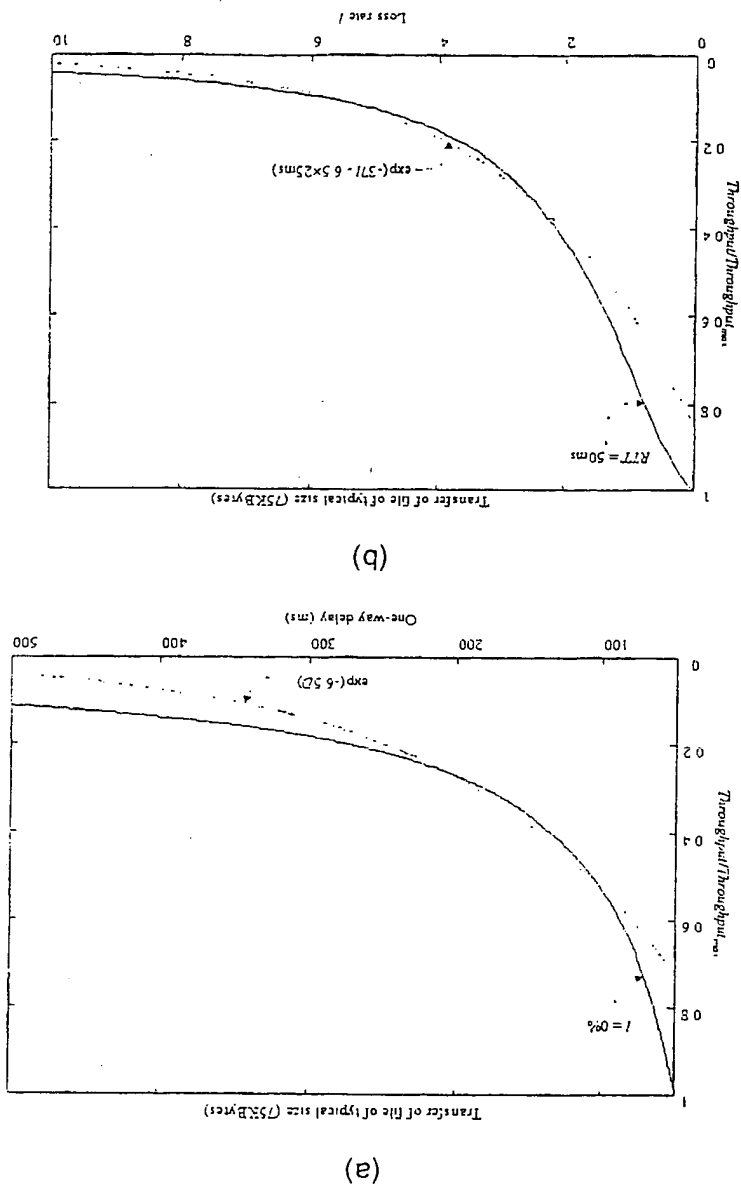 (a)
Transfer of file of typical size (75KBytes)
1
0.8
0.6
0.4
0.2
0
Throughput/Throughput
l = 0%
exp(-6.5D)
100
200
300
400
500
One-way delay (ms)
(b)
Transfer of file of typical size (75KBytes)
1
0.8
0.6
0.4
0.2
0
Throughput/Throughput
RTT = 50ms
exp(-37l - 6.5×25ms)
0
2
4
6
8
10
Loss rate l